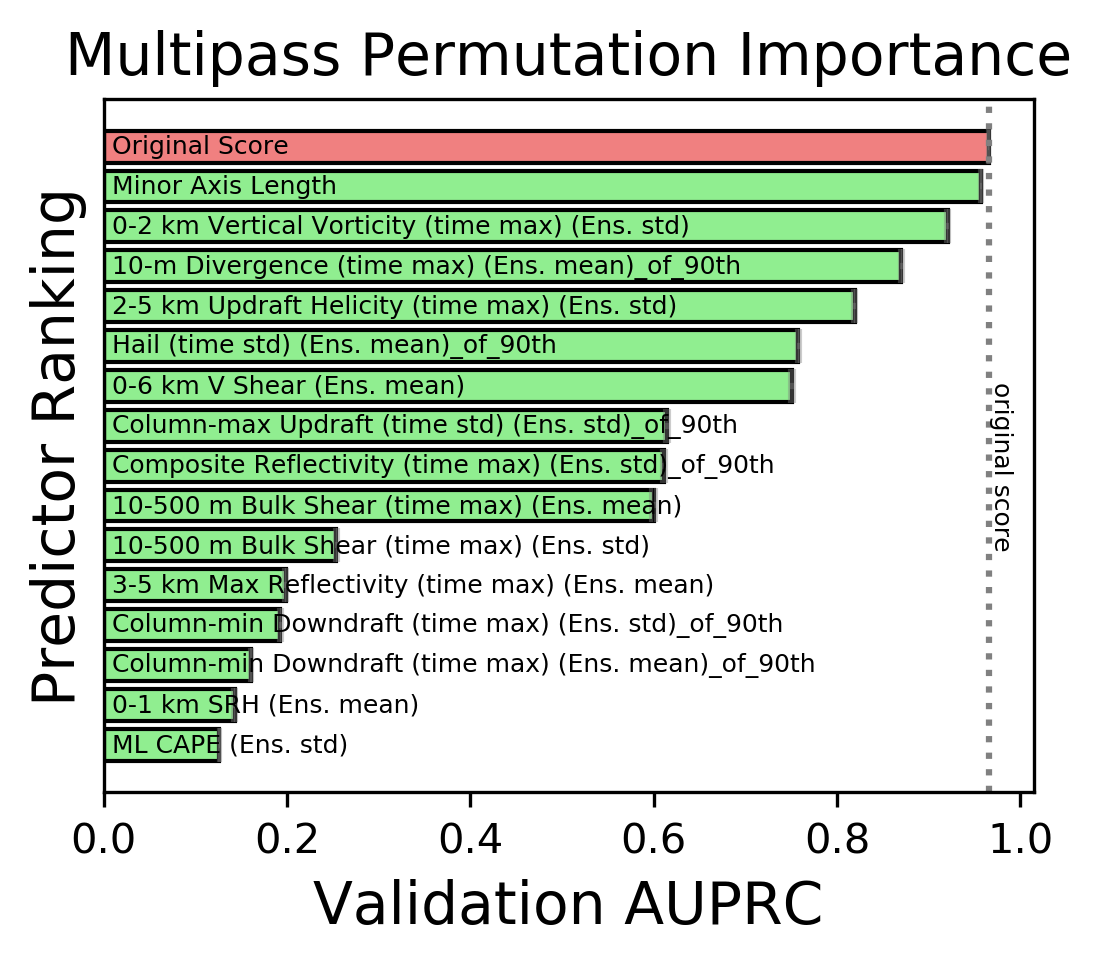 Multipass Permutation Importance
Predictor Ranking
Original Score
Minor Axis Length
0-2 km Vertical Vorticity (time max) (Ens. std)
10-m Divergence (time max) (Ens. mean)_of_90th
2-5 km Updraft Helicity (time max) (Ens. std)
Hail (time std) (Ens. mean)_of_90th
0-6 km V Shear (Ens. mean)
Column-max Updraft (time std) (Ens. std)_of_90th
Composite Reflectivity (time max) (Ens. std)_of_90th
10-500 m Bulk Shear (time max) (Ens. mean)
10-500 m Bulk Shear (time max) (Ens. std)
3-5 km Max Reflectivity (time max) (Ens. mean)
Column-min Downdraft (time max) (Ens. std)_of_90th
Column-min Downdraft (time max) (Ens. mean)_of_90th
0-1 km SRH (Ens. mean)
ML CAPE (Ens. std)
original score
0.0 0.2 0.4 0.6 0.8 1.0
Validation AUPRC